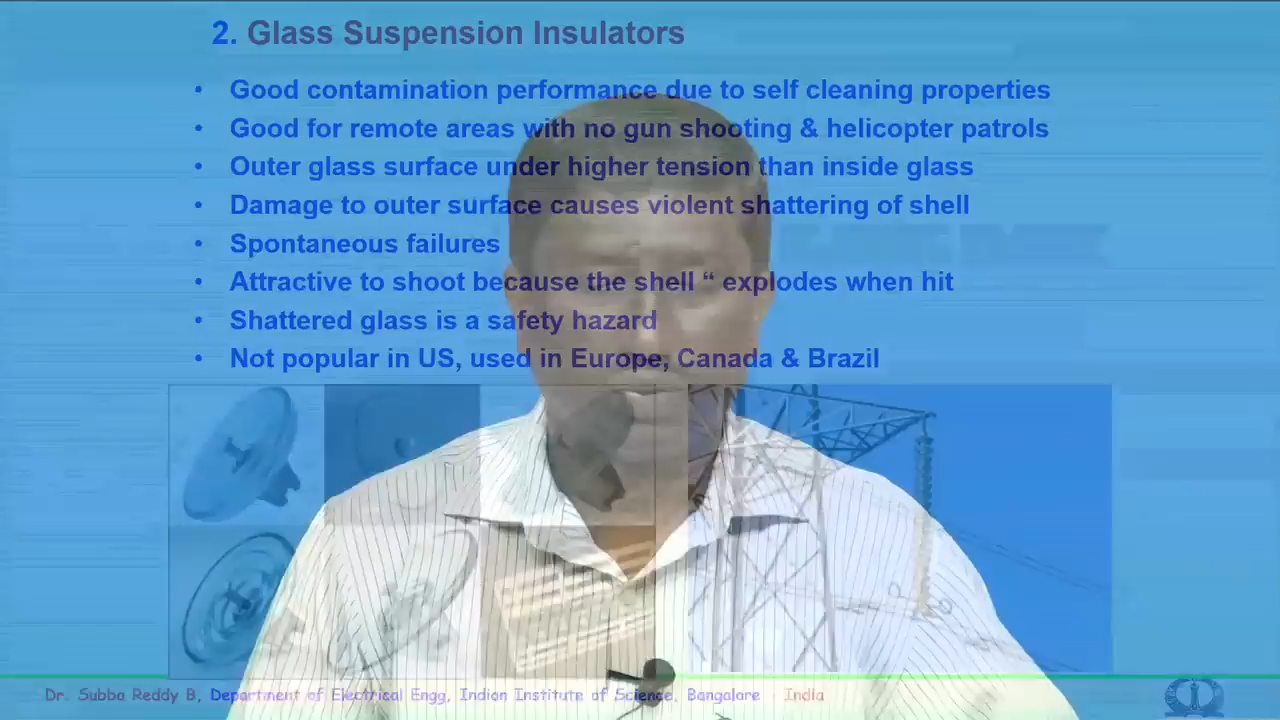 2. Glass Suspension Insulators
• Good contamination performance due to self cleaning properties
• Good for remote areas with no gun shooting & helicopter patrols
• Outer glass surface under higher tension than inside glass
• Damage to outer surface causes violent shattering of shell
• Spontaneous failures
• Attractive to shoot because the shell “ explodes when hit
• Shattered glass is a safety hazard
• Not popular in US, used in Europe, Canada & Brazil
Dr. Subba Reddy B, Department of Electrical Engg, Indian Institute of Science, Bangalore - India